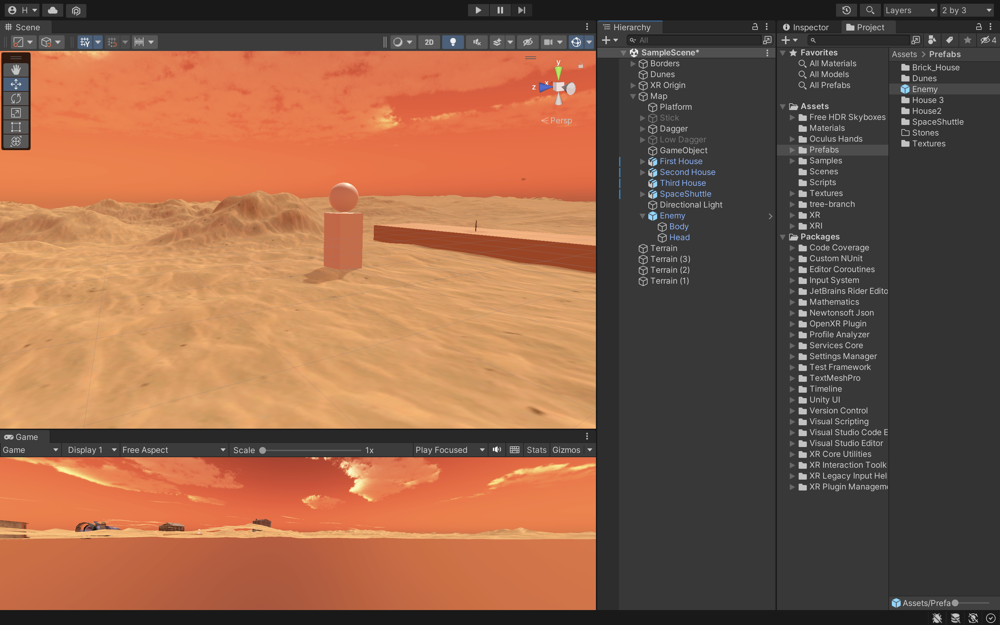 H
Layers
2 by 3
Scene
2D
y
x
z
Persp
Game
Game
Display 1
Free Aspect
Scale
1x
Play Focused
Stats
Gizmos
Hierarchy
All
SampleScene*
Borders
Dunes
XR Origin
Map
Platform
Stick
Dagger
Low Dagger
GameObject
First House
Second House
Third House
SpaceShuttle
Directional Light
Enemy
Body
Head
Terrain
Terrain (3)
Terrain (2)
Terrain (1)
Inspector
Project
4
Favorites
All Materials
All Models
All Prefabs
Assets
Free HDR Skyboxes
Materials
Oculus Hands
Prefabs
Samples
Scenes
Scripts
Textures
tree-branch
XR
XRI
Packages
Code Coverage
Custom NUnit
Editor Coroutines
Input System
JetBrains Rider Edito
Mathematics
Newtonsoft Json
OpenXR Plugin
Profile Analyzer
Services Core
Settings Manager
Test Framework
TextMeshPro
Timeline
Unity UI
Version Control
Visual Scripting
Visual Studio Code E
Visual Studio Editor
XR Core Utilities
XR Interaction Toolk
XR Legacy Input Hel
XR Plugin Managem
Assets > Prefabs
Brick_House
Dunes
Enemy
House 3
House2
SpaceShuttle
Stones
Textures
Assets/Prefa